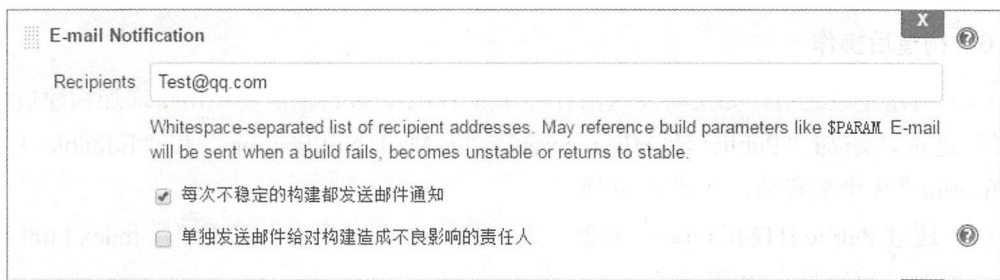 X
E-mail Notification
Recipients Test@qq.com
Whitespace-separated list of recipient addresses. May reference build parameters like $PARAM. E-mail
will be sent when a build fails, becomes unstable or returns to stable.
每次不稳定的构建都发送邮件通知
单独发送邮件给对构建造成不良影响的责任人